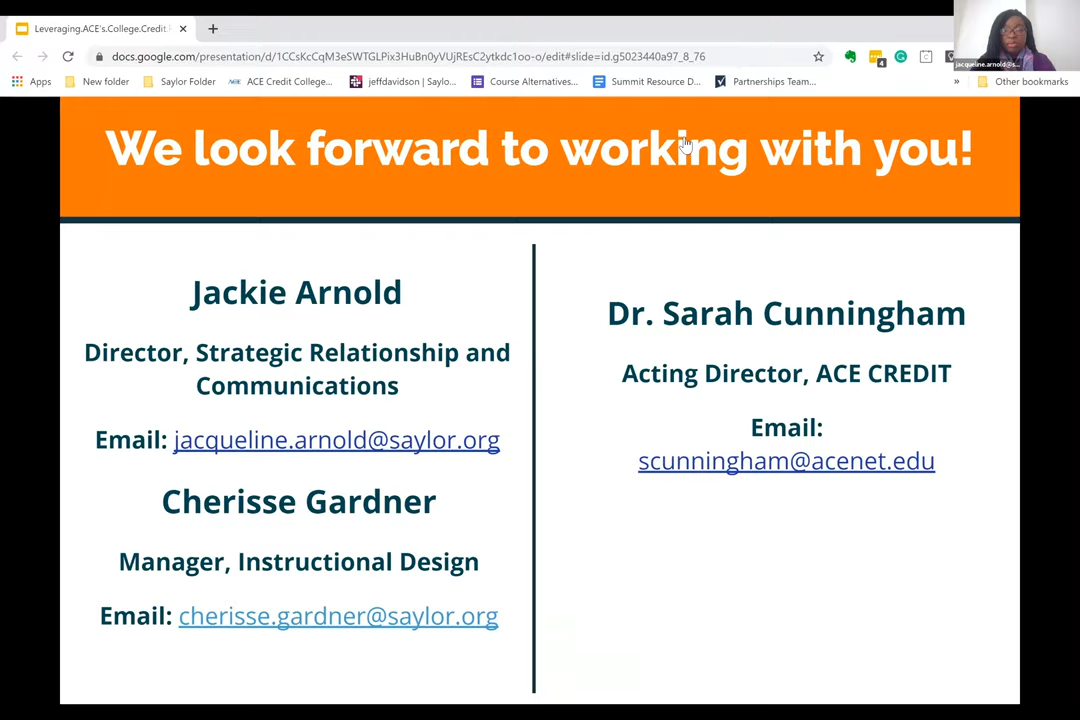 Leveraging.ACE's.College.Credit.
docs.google.com/presentation/d/1CCsKcCqM3eSWTGLPix3HuBn0yVUjREsC2ytkdc1oo-o/edit#slide=id.g5023440a97_8_76
jacqueline.arnold@s...
Apps New folder Saylor Folder ACE Credit College... jeffdavidson | Saylo... Course Alternatives... Summit Resource D... Partnerships Team... » Other bookmarks
We look forward to working with you!
Jackie Arnold
Director, Strategic Relationship and
Communications
Email: jacqueline.arnold@saylor.org
Cherisse Gardner
Manager, Instructional Design
Email: cherisse.gardner@saylor.org
Dr. Sarah Cunningham
Acting Director, ACE CREDIT
Email:
scunningham@acenet.edu